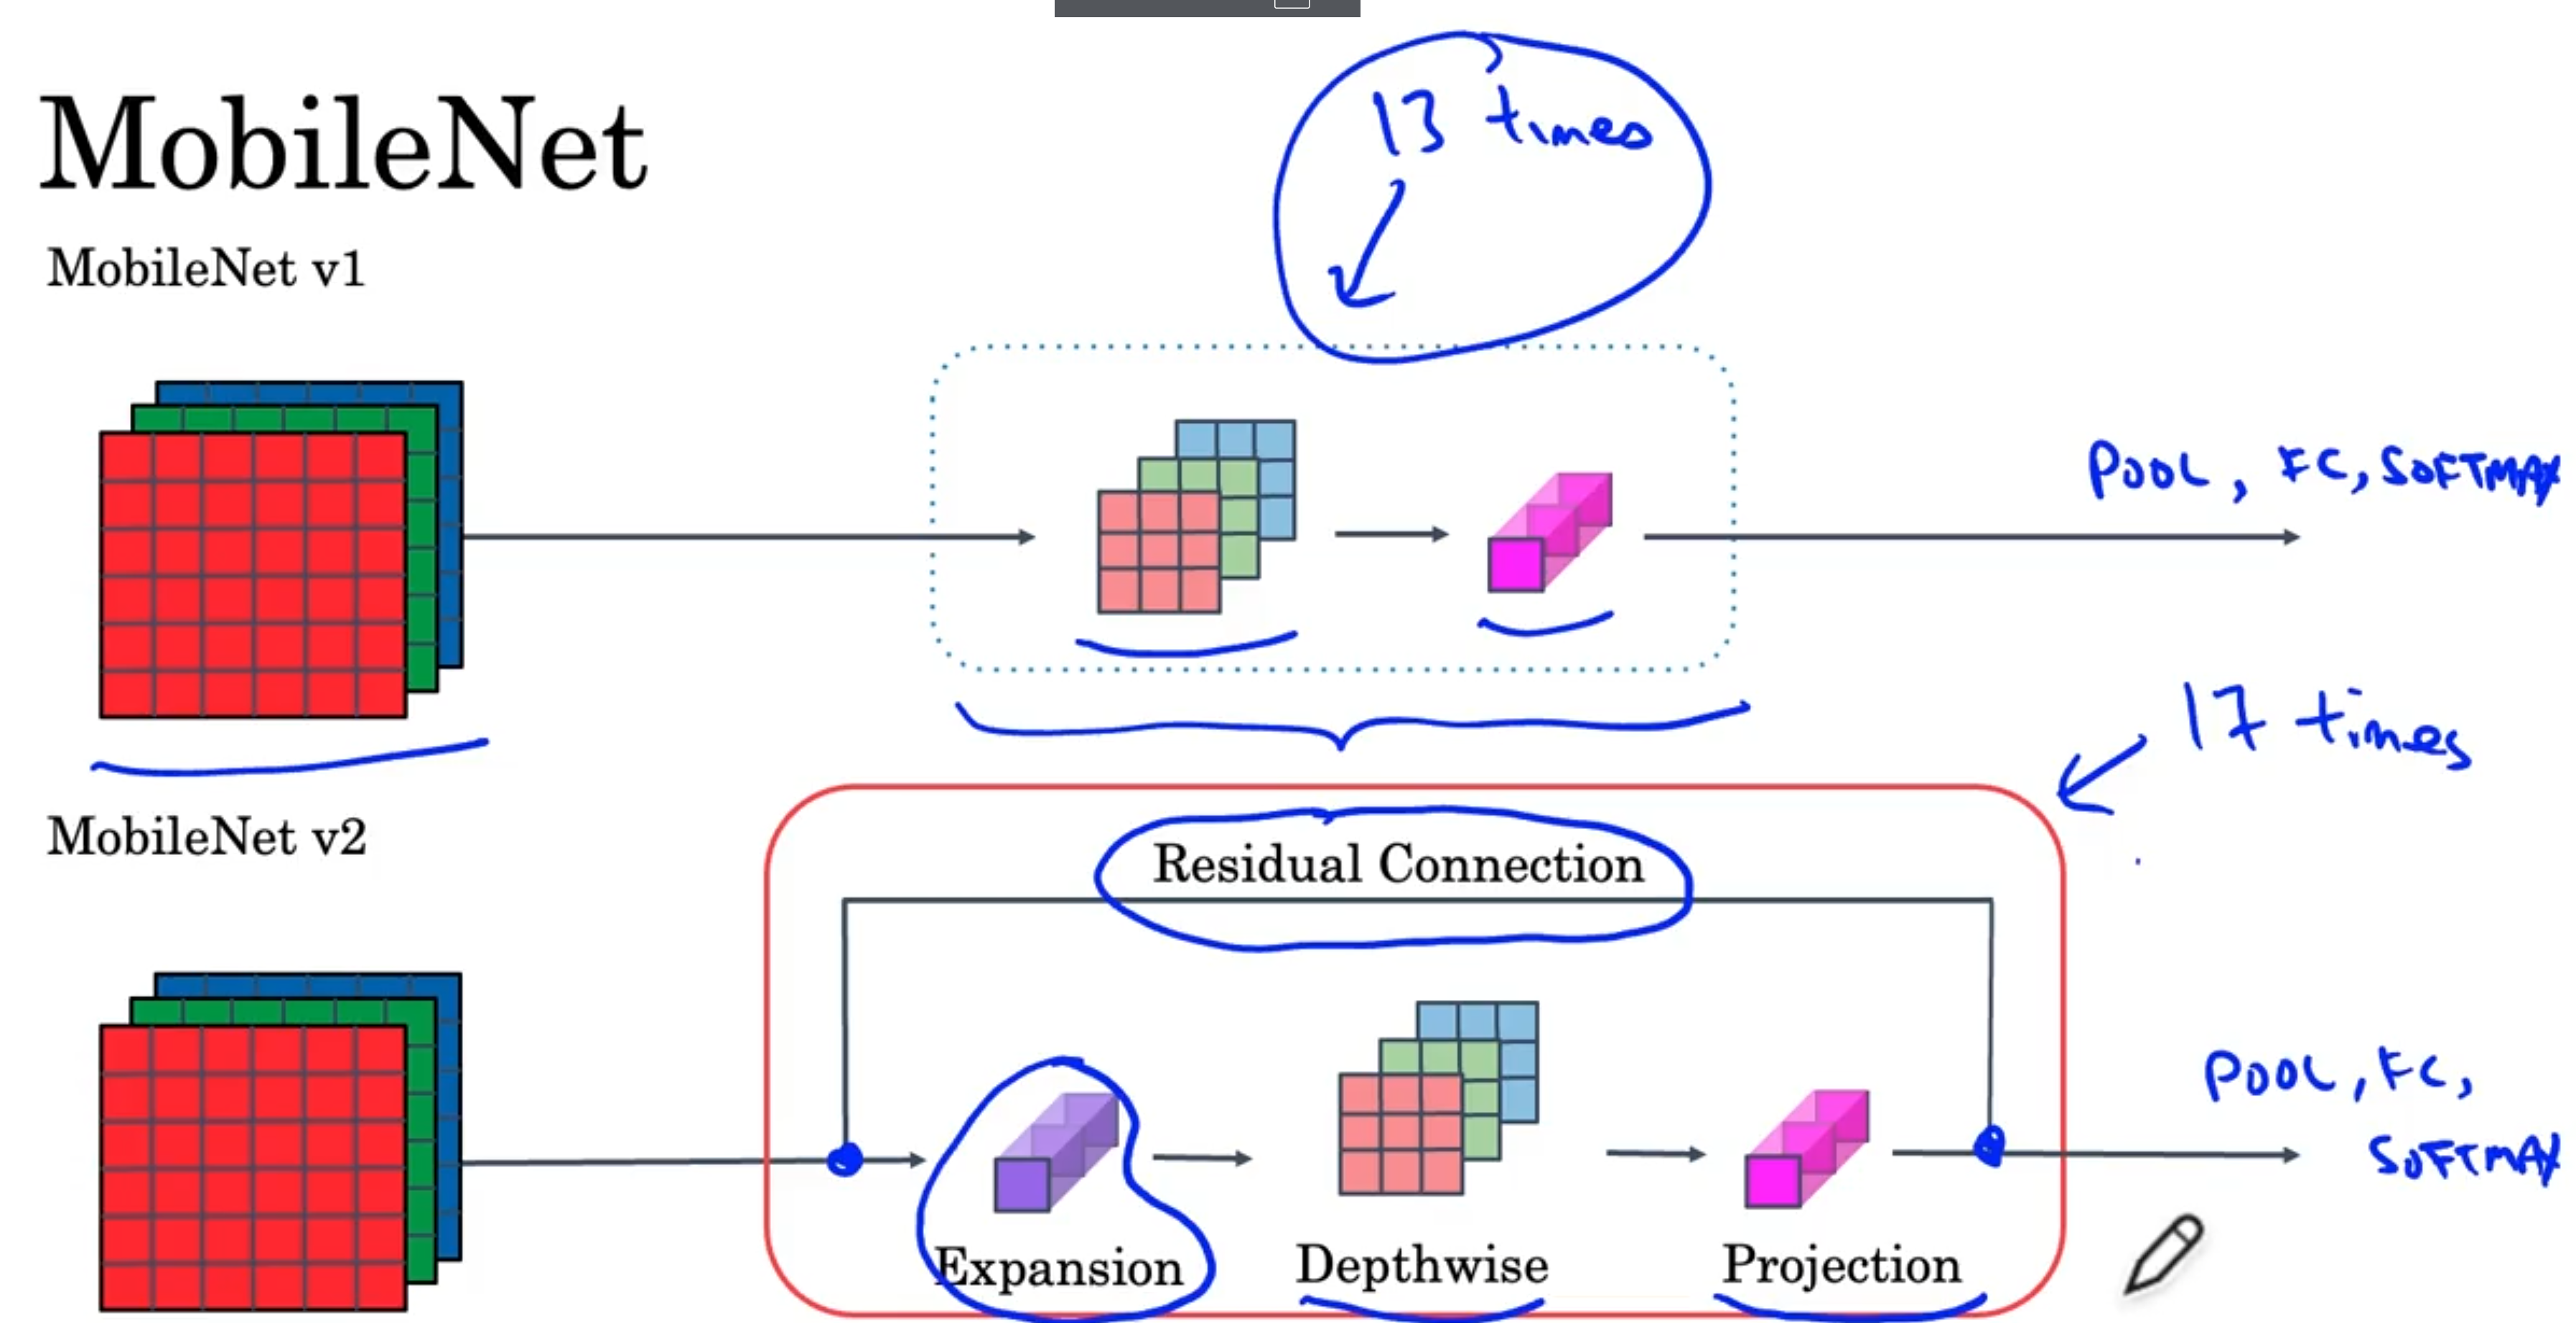 MobileNet
13 times
MobileNet v1
POOL, FC, SOFTMAX
17 times
MobileNet v2
Residual Connection
POOL, FC,
SOFTMAX
Expansion
Depthwise
Projection